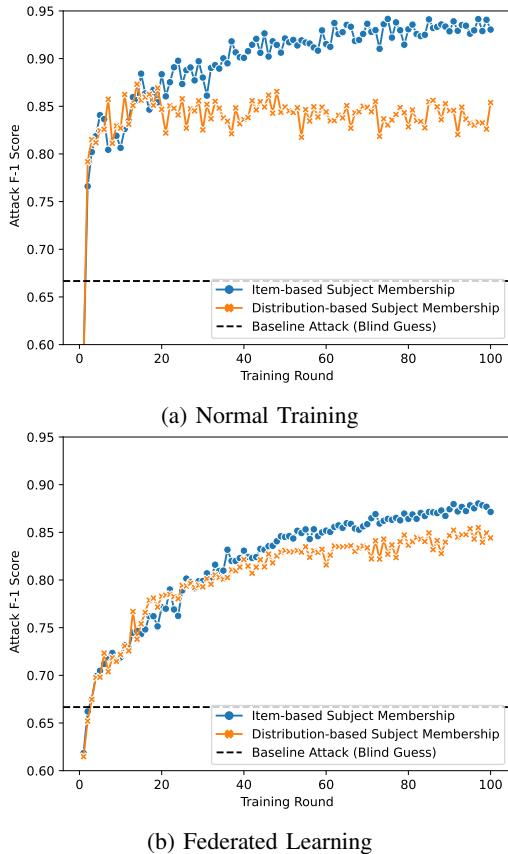 0.95
0.90
0.85
0.80
0.75
0.70
0.65
0.60
Attack F-1 Score
Item-based Subject Membership
Distribution-based Subject Membership
Baseline Attack (Blind Guess)
0 20 40 60 80 100
Training Round
(a) Normal Training
0.95
0.90
0.85
0.80
0.75
0.70
0.65
0.60
Attack F-1 Score
Item-based Subject Membership
Distribution-based Subject Membership
Baseline Attack (Blind Guess)
0 20 40 60 80 100
Training Round
(b) Federated Learning